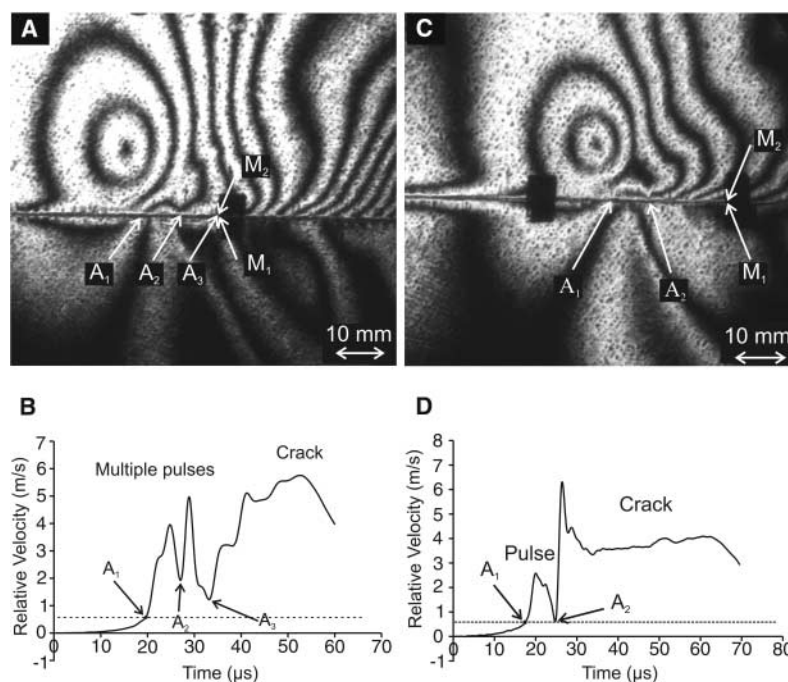 A
M₂
A₁
A₂
A₃
M₁
10 mm
C
M₂
A₁
A₂
M₁
10 mm
B
Relative Velocity (m/s)
7
6
5
4
3
2
1
0
-1
Multiple pulses
Crack
A₁
A₂
A₃
0 10 20 30 40 50 60 70
Time (µs)
D
Relative Velocity (m/s)
8
7
6
5
4
3
2
1
0
-1
Pulse
Crack
A₁
A₂
0 10 20 30 40 50 60 70 80
Time (µs)